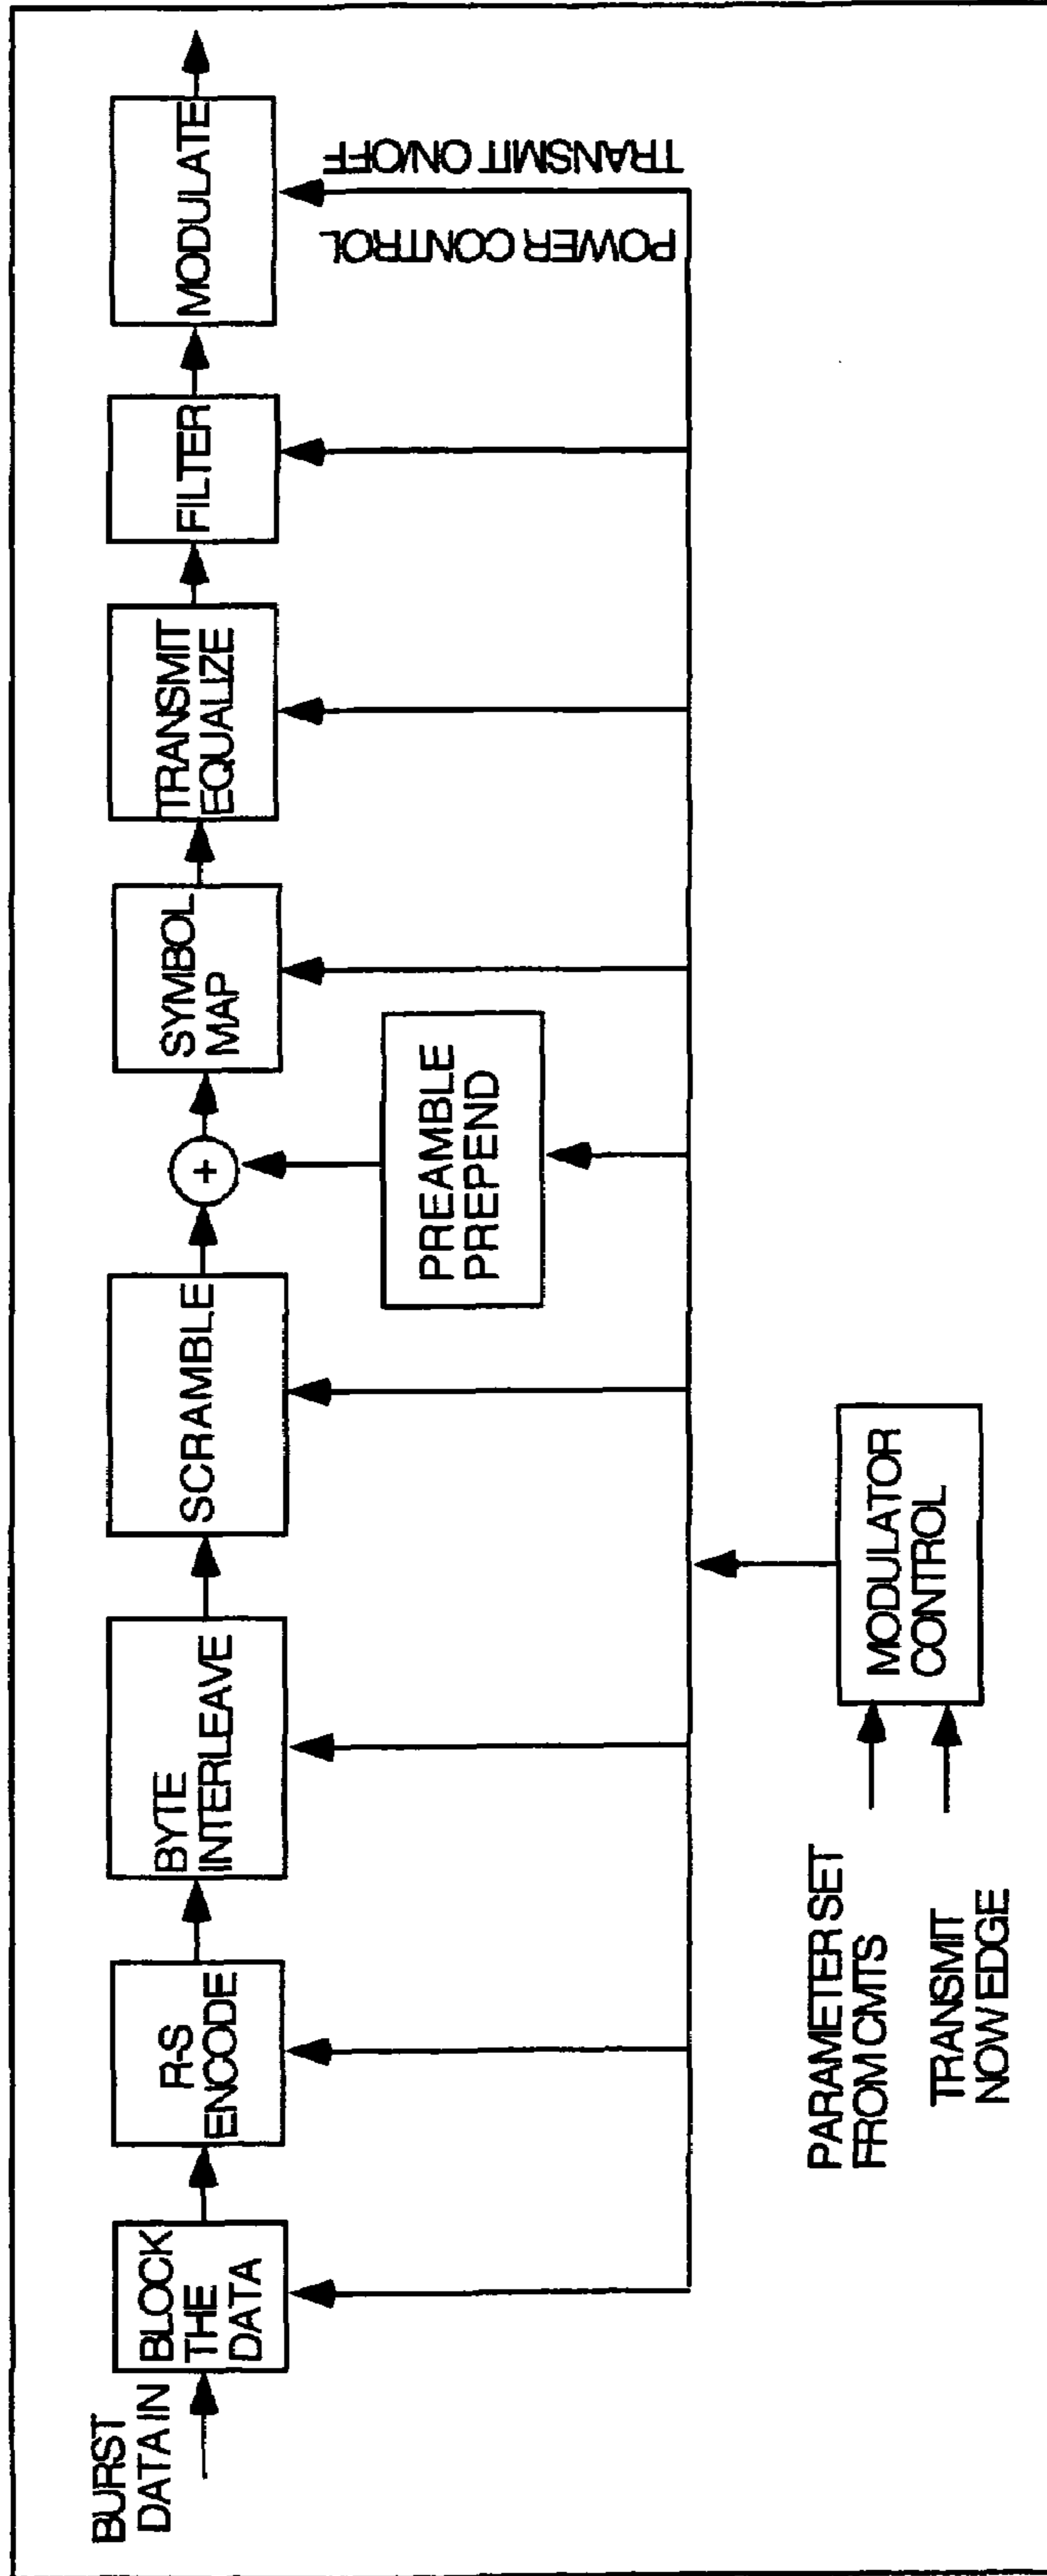 BURST
DATA IN
BLOCK
THE
DATA
R-S
ENCODE
BYTE
INTERLEAVE
SCRAMBLE
+
PREAMBLE
PREPEND
SYMBOL
MAP
TRANSMIT
EQUALIZE
FILTER
MODULATE
POWER CONTROL
TRANSMIT ON/OFF
PARAMETER SET
FROM CMTS
TRANSMIT
NOW EDGE
MODULATOR
CONTROL